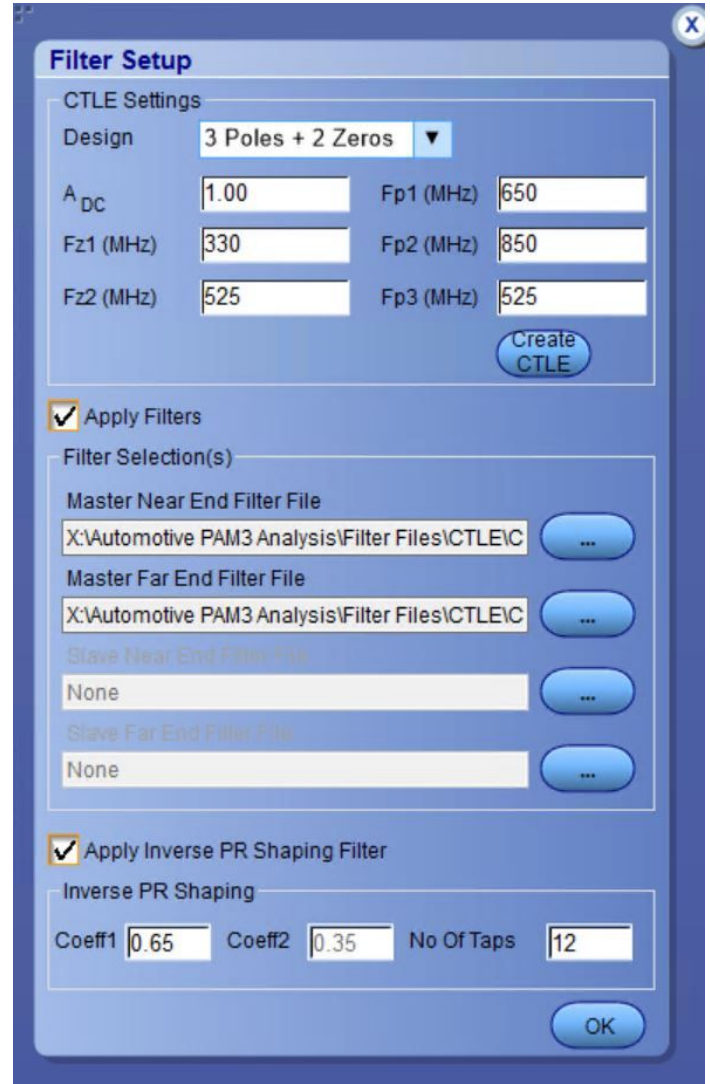 X
Filter Setup
CTLE Settings
Design 3 Poles + 2 Zeros ▼
A DC 1.00 Fp1 (MHz) 650
Fz1 (MHz) 330 Fp2 (MHz) 850
Fz2 (MHz) 525 Fp3 (MHz) 525
Create
CTLE
Apply Filters
Filter Selection(s)
Master Near End Filter File
X:\Automotive PAM3 Analysis\Filter Files\CTLE\C ...
Master Far End Filter File
X:\Automotive PAM3 Analysis\Filter Files\CTLE\C ...
Slave Near End Filter File
None ...
Slave Far End Filter File
None ...
Apply Inverse PR Shaping Filter
Inverse PR Shaping
Coeff1 0.65 Coeff2 0.35 No Of Taps 12
OK